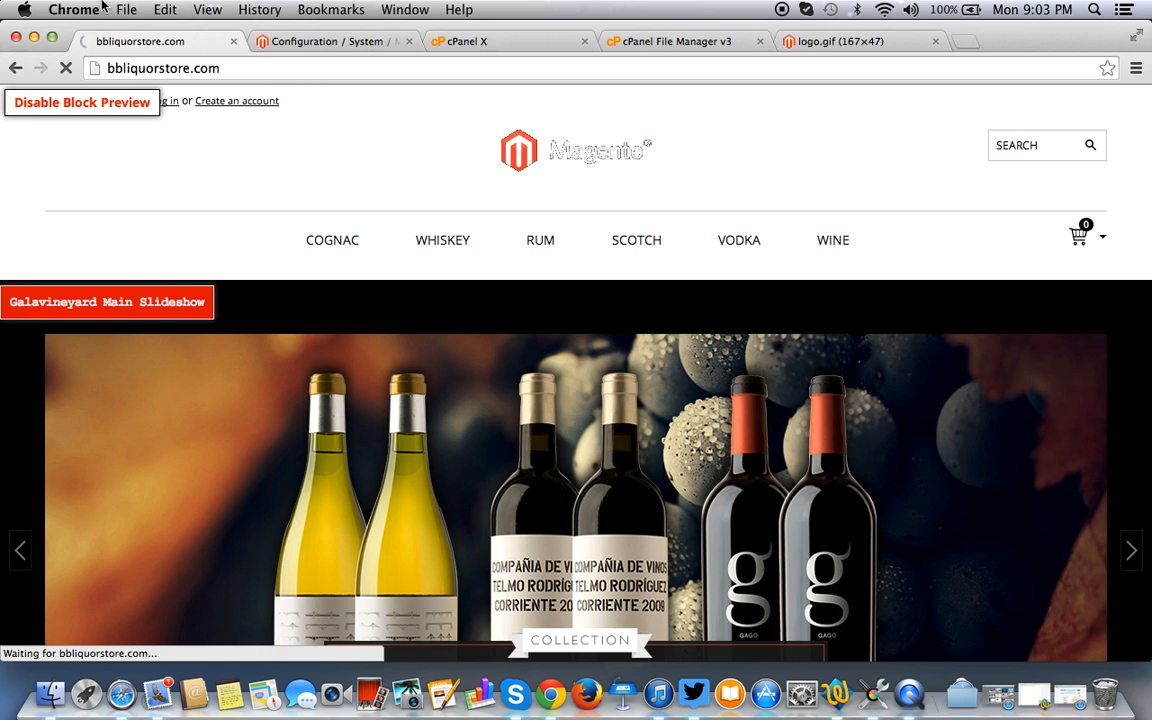 Chrome File Edit View History Bookmarks Window Help 100% Mon 9:03 PM
bbliquorstore.com Configuration / System / cPanel X cPanel File Manager v3 logo.gif (167×47)
bbliquorstore.com
Disable Block Preview in or Create an account
Magento®
SEARCH
0
COGNAC WHISKEY RUM SCOTCH VODKA WINE
Galavineyard Main Slideshow
COMPAÑIA DE VI COMPAÑIA DE VINOS
TELMO RODRÍG TELMO RODRÍGUEZ
CORRIENTE 20 CORRIENTE 2009
g g
GAGO GAGO
COLLECTION
Waiting for bbliquorstore.com...